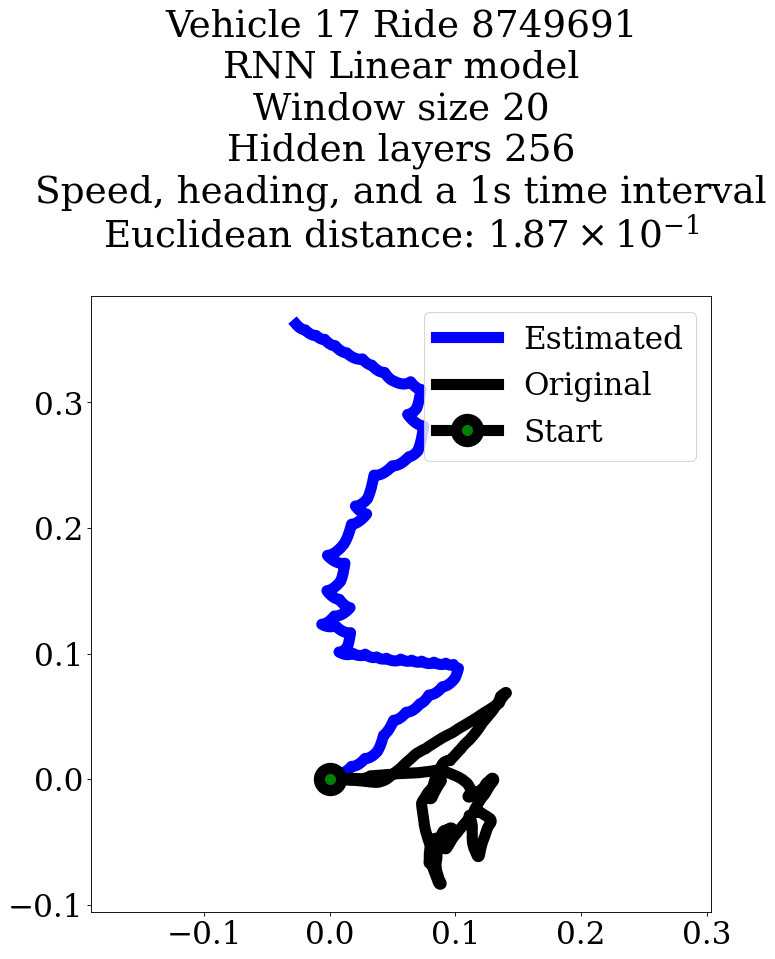 Vehicle 17 Ride 8749691
RNN Linear model
Window size 20
Hidden layers 256
Speed, heading, and a 1s time interval
Euclidean distance: 1.87 × 10⁻¹
Estimated
Original
Start
0.3
0.2
0.1
0.0
−0.1
−0.1 0.0 0.1 0.2 0.3